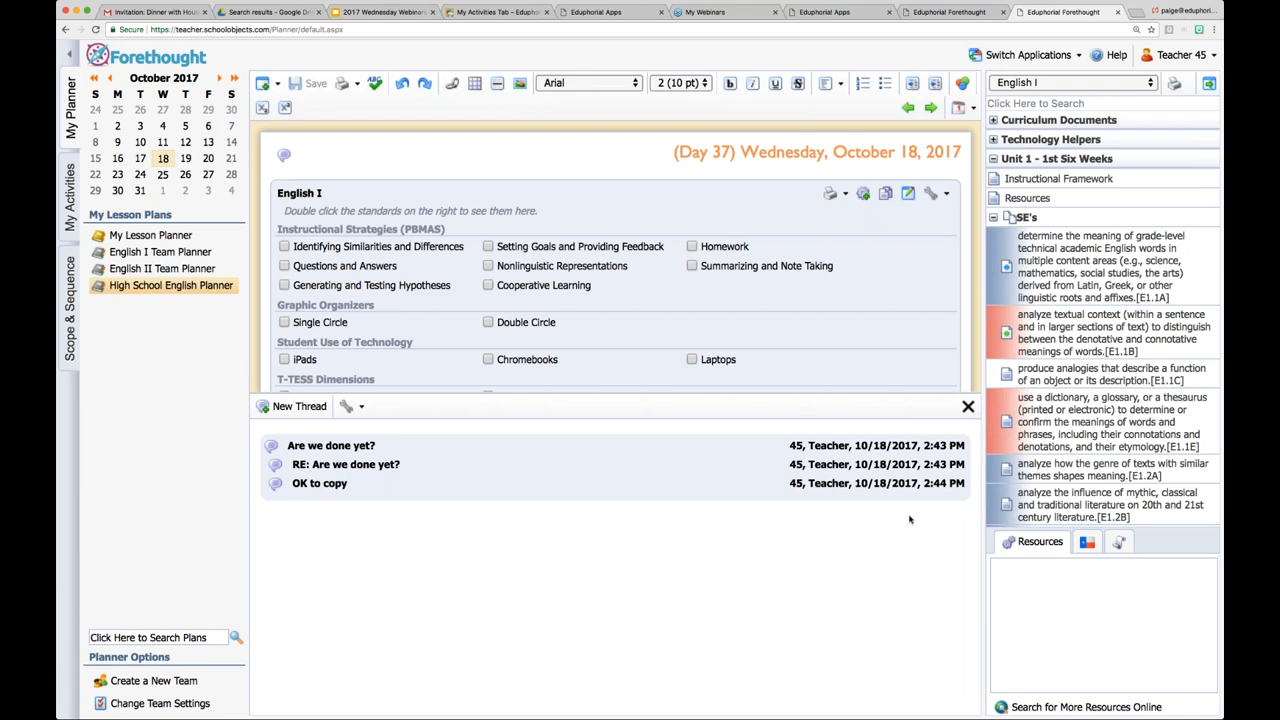 Invitation: Dinner with Hous
Search results - Google Dri
2017 Wednesday Webinars
My Activities Tab - Eduphori
Eduphorial Apps
My Webinars
Eduphorial Apps
Eduphorial Forethought
Eduphorial Forethought
paige@eduphori
Secure
https://teacher.schoolobjects.com/Planner/default.aspx
Forethought
Switch Applications
Help
Teacher 45
My Planner
My Activities
Scope & Sequence
October 2017
S M T W T F S
24 25 26 27 28 29 30
1 2 3 4 5 6 7
8 9 10 11 12 13 14
15 16 17 18 19 20 21
22 23 24 25 26 27 28
29 30 31 1 2 3 4
My Lesson Plans
My Lesson Planner
English I Team Planner
English II Team Planner
High School English Planner
Click Here to Search Plans
Planner Options
Create a New Team
Change Team Settings
Save
Arial
2 (10 pt)
b i U S
(Day 37) Wednesday, October 18, 2017
English I
Double click the standards on the right to see them here.
Instructional Strategies (PBMAS)
Identifying Similarities and Differences
Setting Goals and Providing Feedback
Homework
Questions and Answers
Nonlinguistic Representations
Summarizing and Note Taking
Generating and Testing Hypotheses
Cooperative Learning
Graphic Organizers
Single Circle
Double Circle
Student Use of Technology
iPads
Chromebooks
Laptops
T-TESS Dimensions
New Thread
Are we done yet?
45, Teacher, 10/18/2017, 2:43 PM
RE: Are we done yet?
45, Teacher, 10/18/2017, 2:43 PM
OK to copy
45, Teacher, 10/18/2017, 2:44 PM
English I
Click Here to Search
Curriculum Documents
Technology Helpers
Unit 1 - 1st Six Weeks
Instructional Framework
Resources
SE's
determine the meaning of grade-level
technical academic English words in
multiple content areas (e.g., science,
mathematics, social studies, the arts)
derived from Latin, Greek, or other
linguistic roots and affixes.[E1.1A]
analyze textual context (within a sentence
and in larger sections of text) to distinguish
between the denotative and connotative
meanings of words.[E1.1B]
produce analogies that describe a function
of an object or its description.[E1.1C]
use a dictionary, a glossary, or a thesaurus
(printed or electronic) to determine or
confirm the meanings of words and
phrases, including their connotations and
denotations, and their etymology.[E1.1E]
analyze how the genre of texts with similar
themes shapes meaning.[E1.2A]
analyze the influence of mythic, classical
and traditional literature on 20th and 21st
century literature.[E1.2B]
Resources
Search for More Resources Online